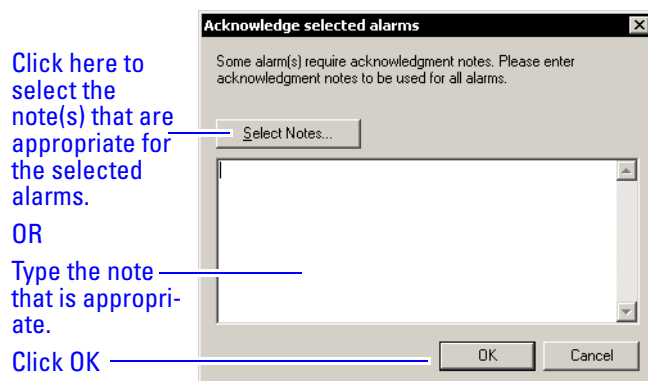 Acknowledge selected alarms
Some alarm(s) require acknowledgment notes. Please enter
acknowledgment notes to be used for all alarms.
Select Notes...
OK
Cancel
Click here to
select the
note(s) that are
appropriate for
the selected
alarms.
OR
Type the note
that is appropri-
ate.
Click OK